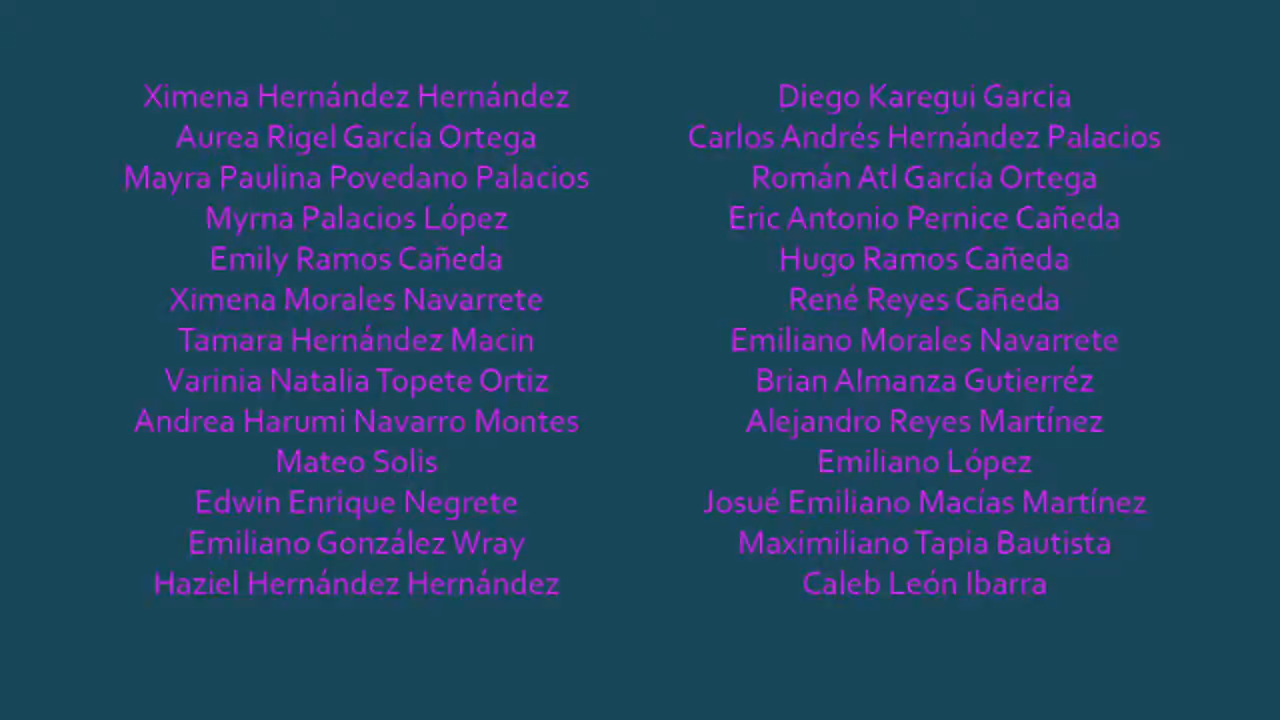 Ximena Hernández Hernández
Aurea Rigel García Ortega
Mayra Paulina Povedano Palacios
Myrna Palacios López
Emily Ramos Cañeda
Ximena Morales Navarrete
Tamara Hernández Macin
Varinia Natalia Topete Ortiz
Andrea Harumi Navarro Montes
Mateo Solis
Edwin Enrique Negrete
Emiliano González Wray
Haziel Hernández Hernández
Diego Karegui Garcia
Carlos Andrés Hernández Palacios
Román Atl García Ortega
Eric Antonio Pernice Cañeda
Hugo Ramos Cañeda
René Reyes Cañeda
Emiliano Morales Navarrete
Brian Almanza Gutierréz
Alejandro Reyes Martínez
Emiliano López
Josué Emiliano Macías Martínez
Maximiliano Tapia Bautista
Caleb León Ibarra